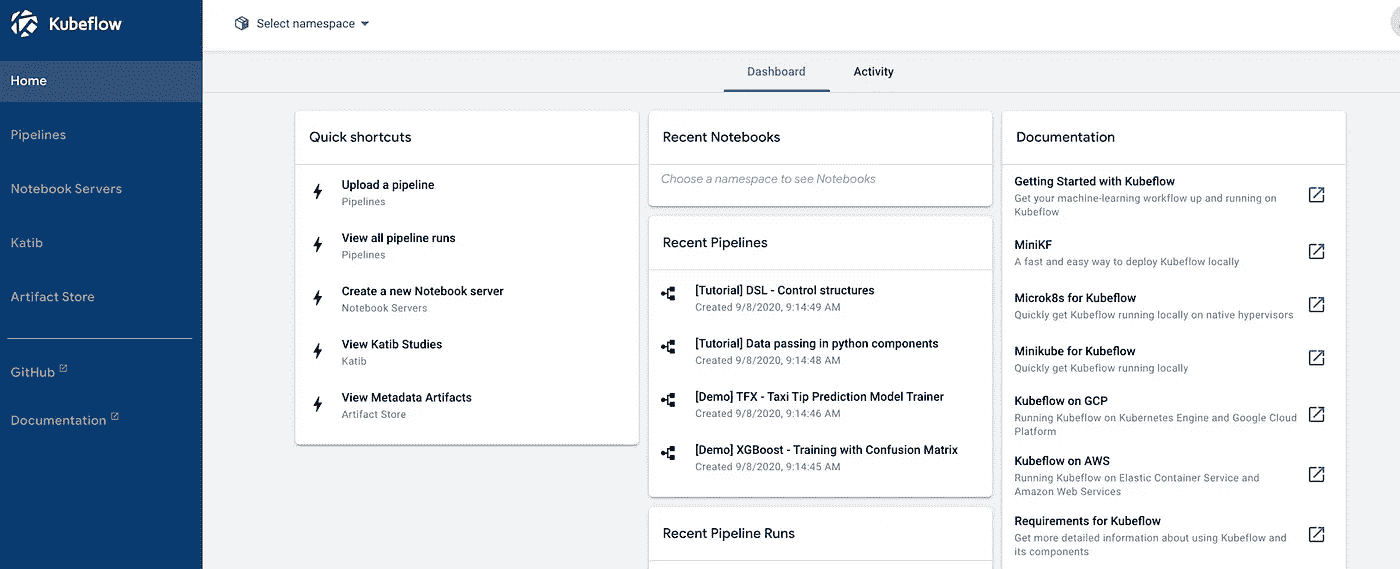 Kubeflow
Select namespace
Home
Pipelines
Notebook Servers
Katib
Artifact Store
GitHub
Documentation
Dashboard
Activity
Quick shortcuts
Upload a pipeline
Pipelines
View all pipeline runs
Pipelines
Create a new Notebook server
Notebook Servers
View Katib Studies
Katib
View Metadata Artifacts
Artifact Store
Recent Notebooks
Choose a namespace to see Notebooks
Recent Pipelines
[Tutorial] DSL - Control structures
Created 9/8/2020, 9:14:49 AM
[Tutorial] Data passing in python components
Created 9/8/2020, 9:14:48 AM
[Demo] TFX - Taxi Tip Prediction Model Trainer
Created 9/8/2020, 9:14:46 AM
[Demo] XGBoost - Training with Confusion Matrix
Created 9/8/2020, 9:14:45 AM
Recent Pipeline Runs
Documentation
Getting Started with Kubeflow
Get your machine-learning workflow up and running on
Kubeflow
MiniKF
A fast and easy way to deploy Kubeflow locally
Microk8s for Kubeflow
Quickly get Kubeflow running locally on native hypervisors
Minikube for Kubeflow
Quickly get Kubeflow running locally
Kubeflow on GCP
Running Kubeflow on Kubernetes Engine and Google Cloud
Platform
Kubeflow on AWS
Running Kubeflow on Elastic Container Service and
Amazon Web Services
Requirements for Kubeflow
Get more detailed information about using Kubeflow and
its components